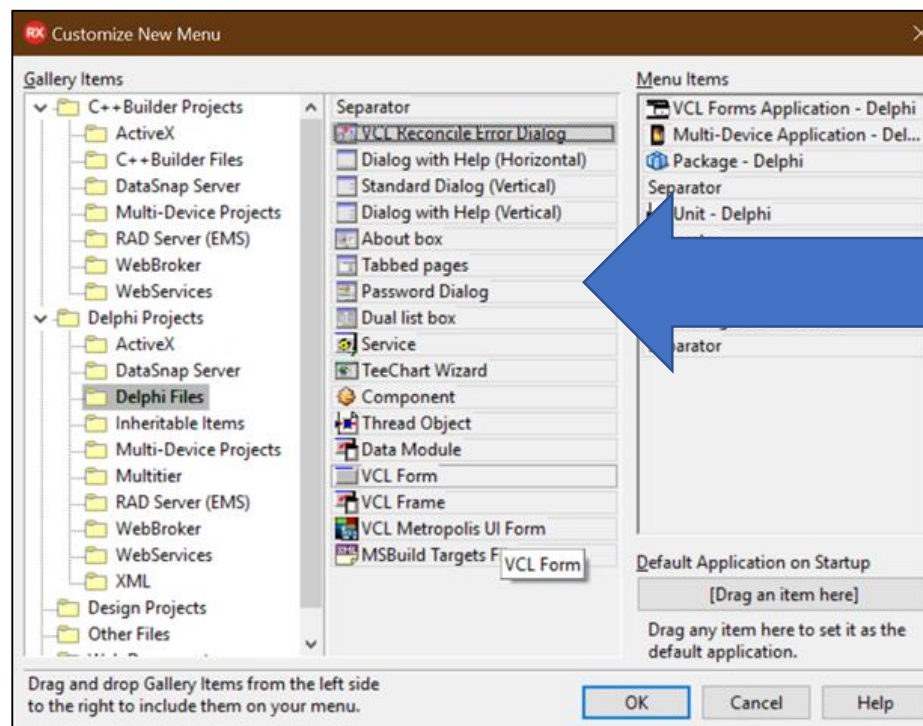 RX Customize New Menu
Gallery Items
C++Builder Projects
ActiveX
C++Builder Files
DataSnap Server
Multi-Device Projects
RAD Server (EMS)
WebBroker
WebServices
Delphi Projects
ActiveX
DataSnap Server
Delphi Files
Inheritable Items
Multi-Device Projects
Multitier
RAD Server (EMS)
WebBroker
WebServices
XML
Design Projects
Other Files
Separator
VCL Reconcile Error Dialog
Dialog with Help (Horizontal)
Standard Dialog (Vertical)
Dialog with Help (Vertical)
About box
Tabbed pages
Password Dialog
Dual list box
Service
TeeChart Wizard
Component
Thread Object
Data Module
VCL Form
VCL Frame
VCL Metropolis UI Form
MSBuild Targets
VCL Form
Menu Items
VCL Forms Application - Delphi
Multi-Device Application - Del...
Package - Delphi
Separator
Unit - Delphi
Default Application on Startup
[Drag an item here]
Drag any item here to set it as the
default application.
Drag and drop Gallery Items from the left side
to the right to include them on your menu.
OK
Cancel
Help